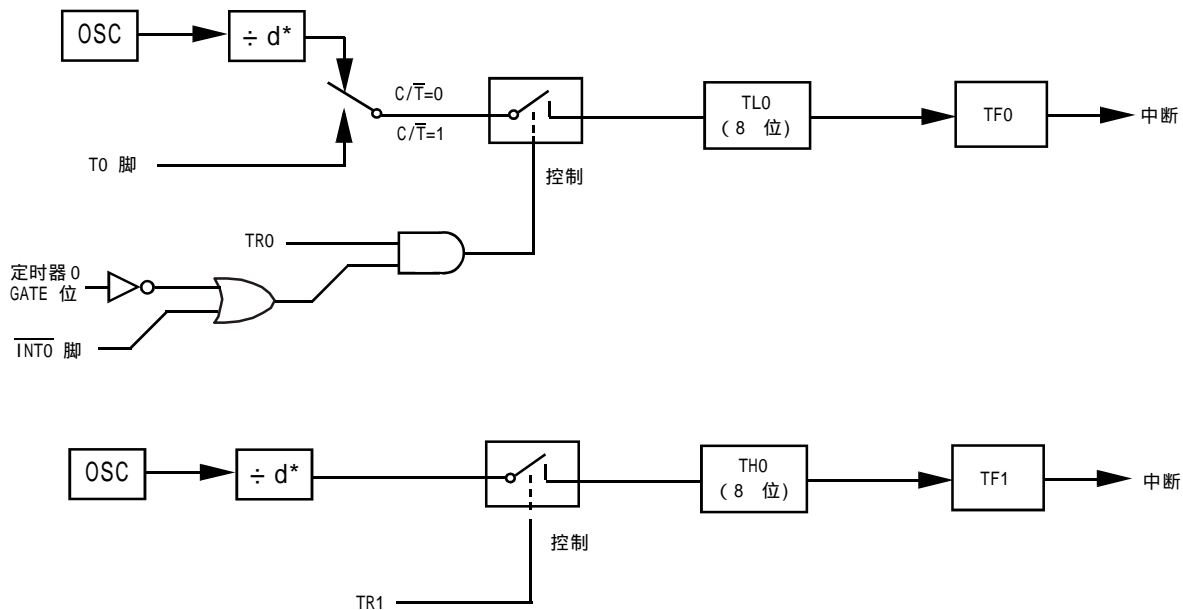 OSC
÷ d*
C/T̅=0
C/T̅=1
T0 脚
控制
TL0
(8 位)
TF0
中断
TR0
定时器0
GATE 位
I̅N̅T̅0̅ 脚
OSC
÷ d*
控制
TH0
(8 位)
TF1
中断
TR1